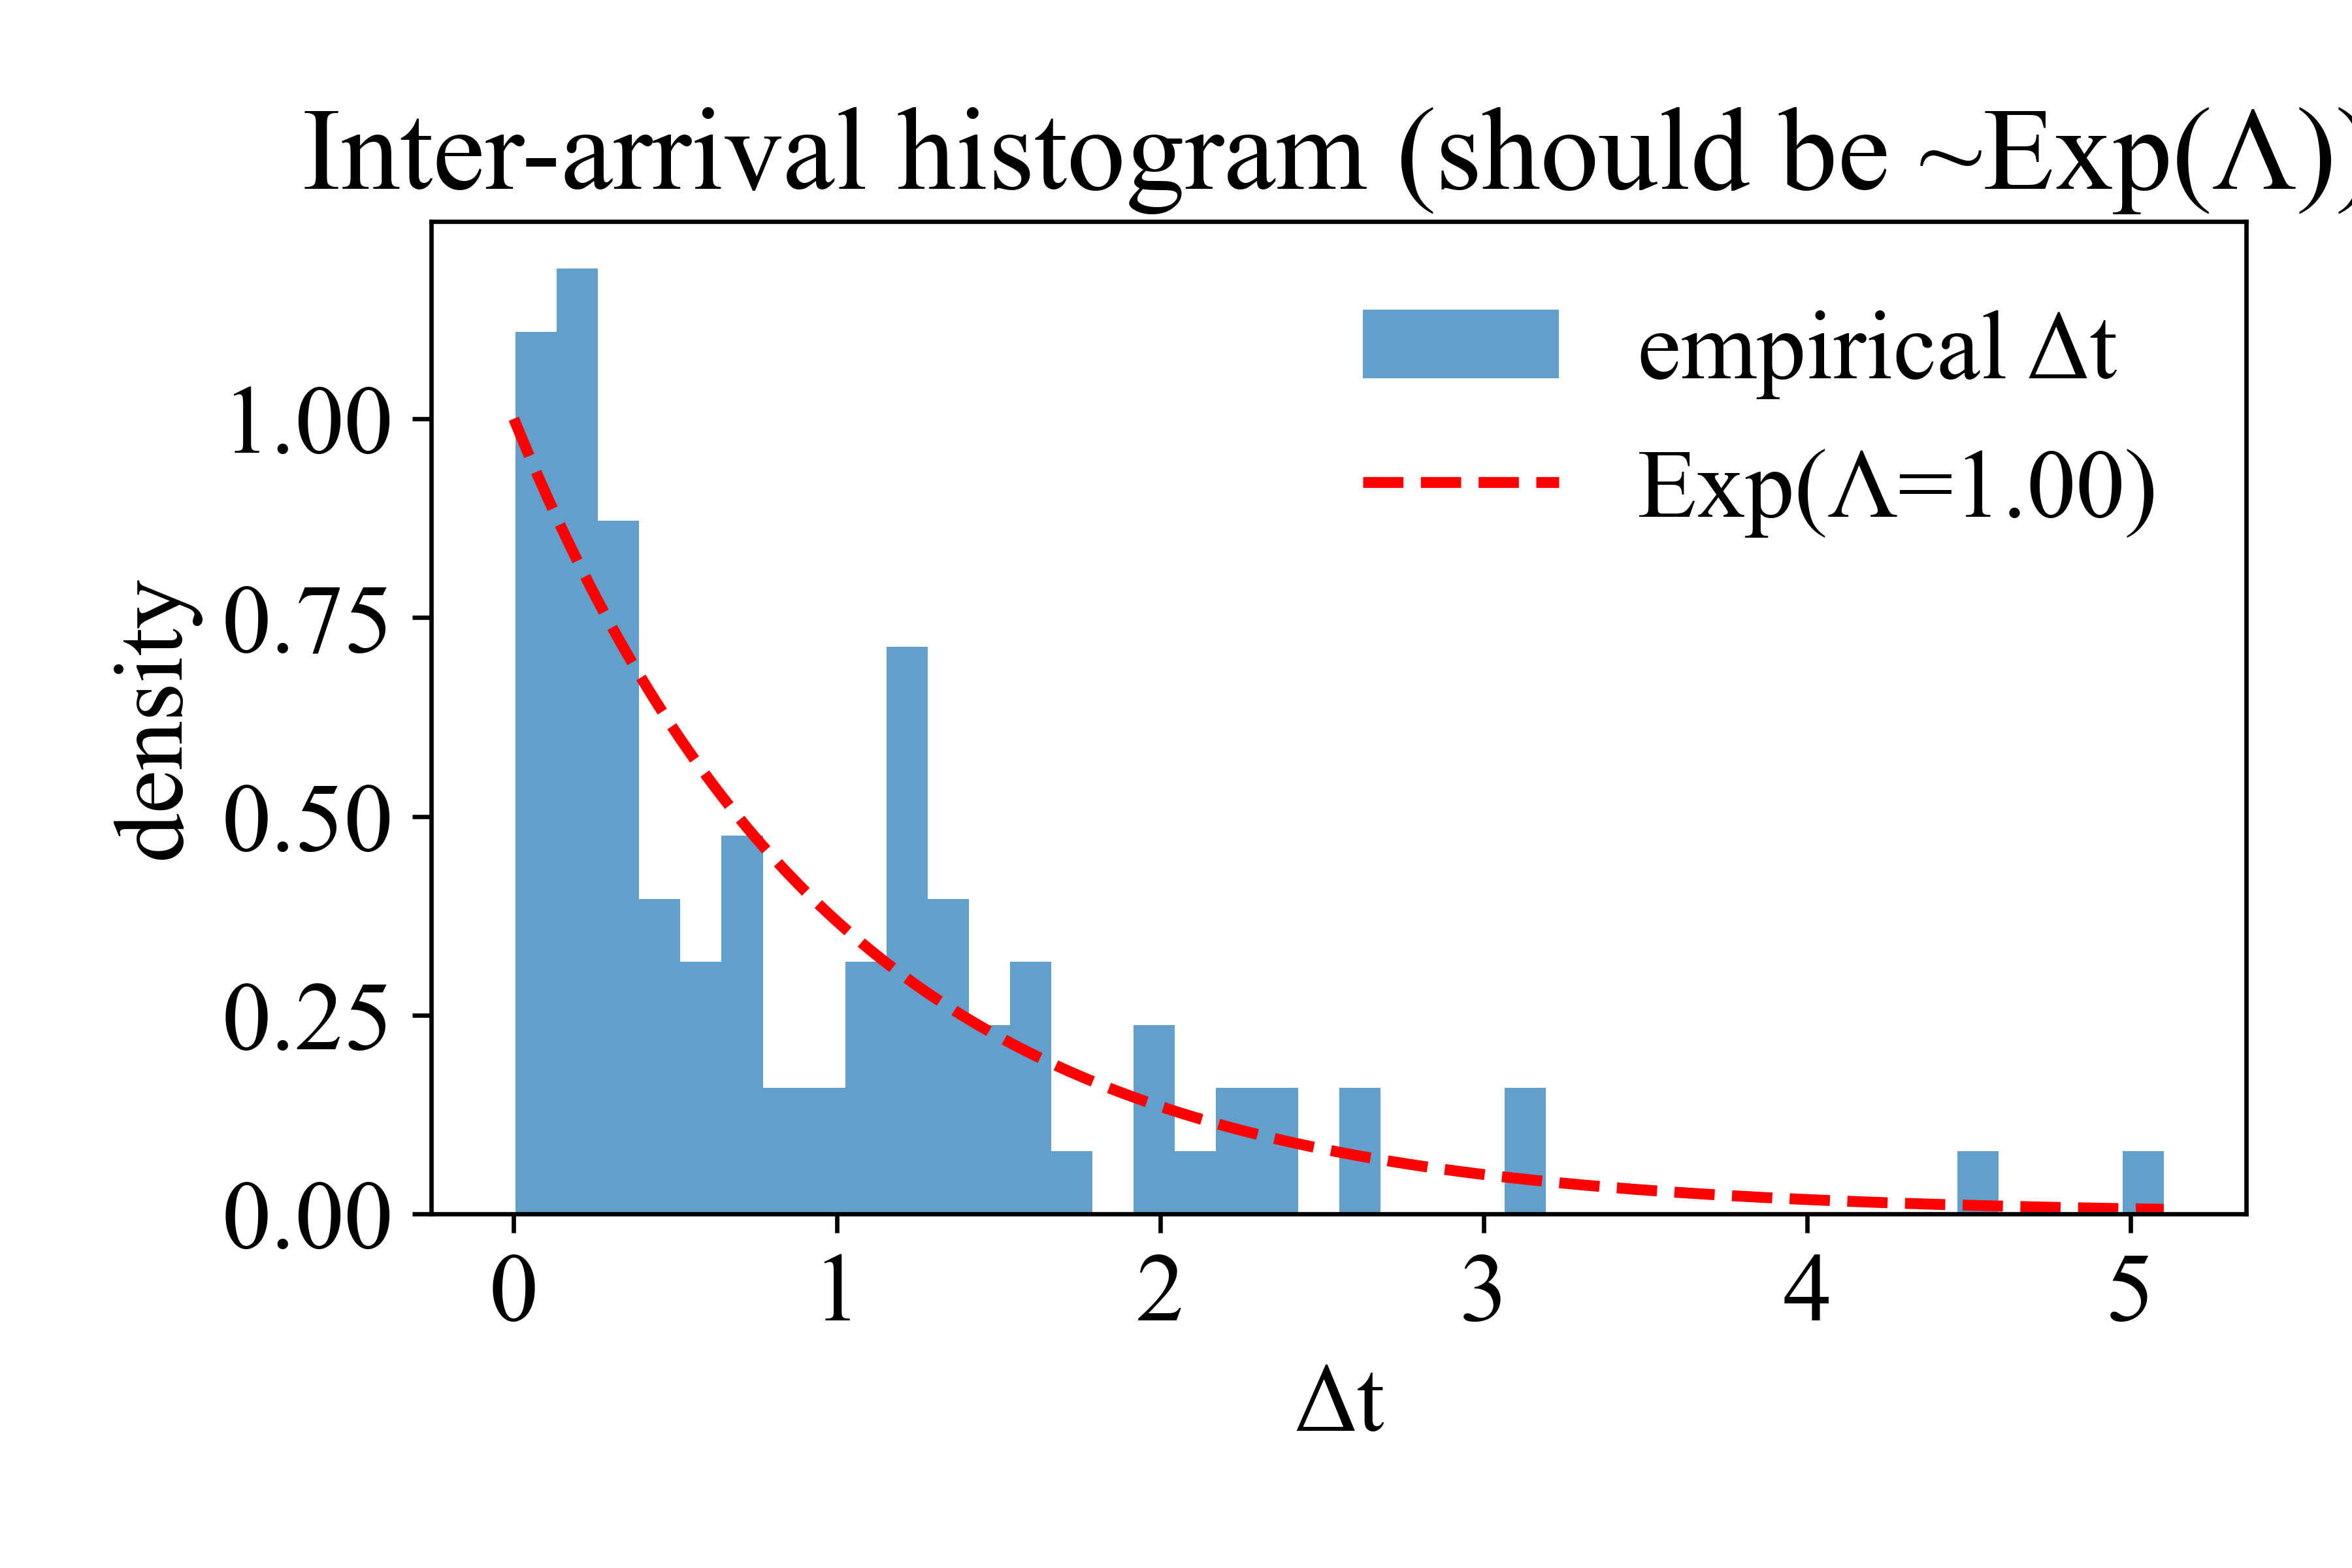 Inter-arrival histogram (should be ~Exp(Λ))
empirical Δt
Exp(Λ=1.00)
density
1.00
0.75
0.50
0.25
0.00
0 1 2 3 4 5
Δt